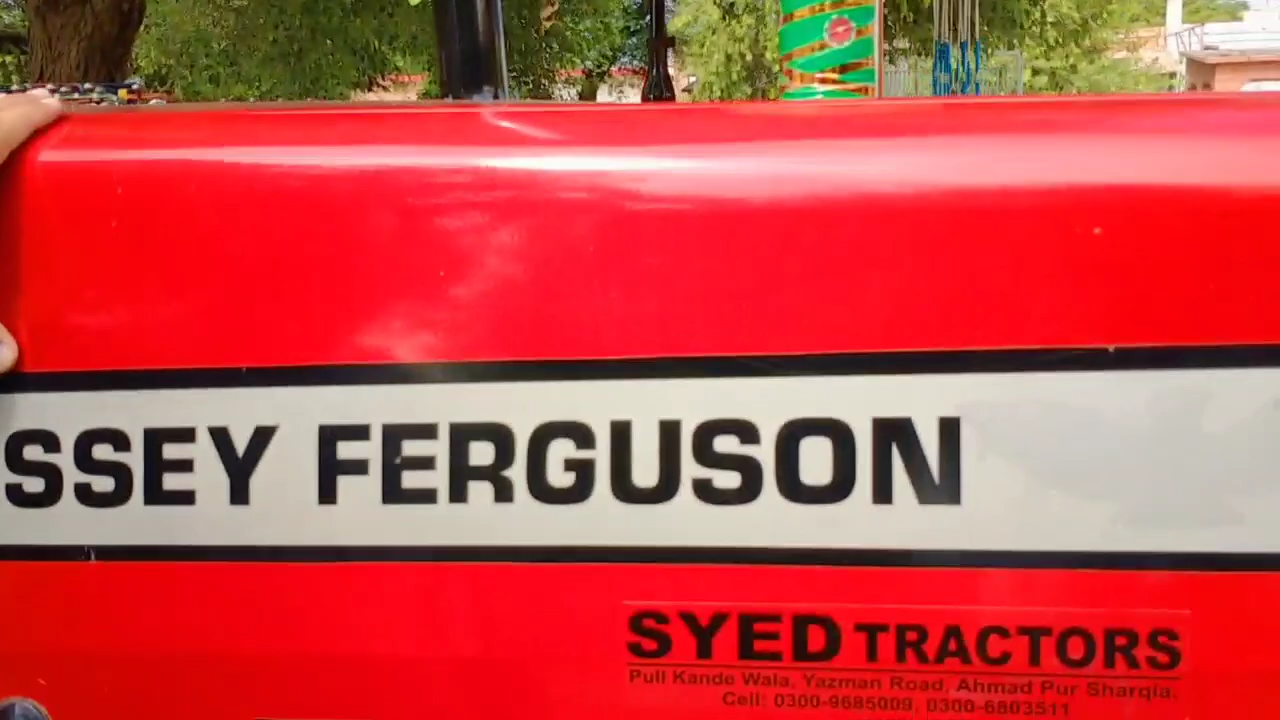 SSEY FERGUSON
SYED TRACTORS
Pull Kande Wala, Yazman Road, Ahmad Pur Sharqia.
Cell: 0300-9685009, 0300-6803511